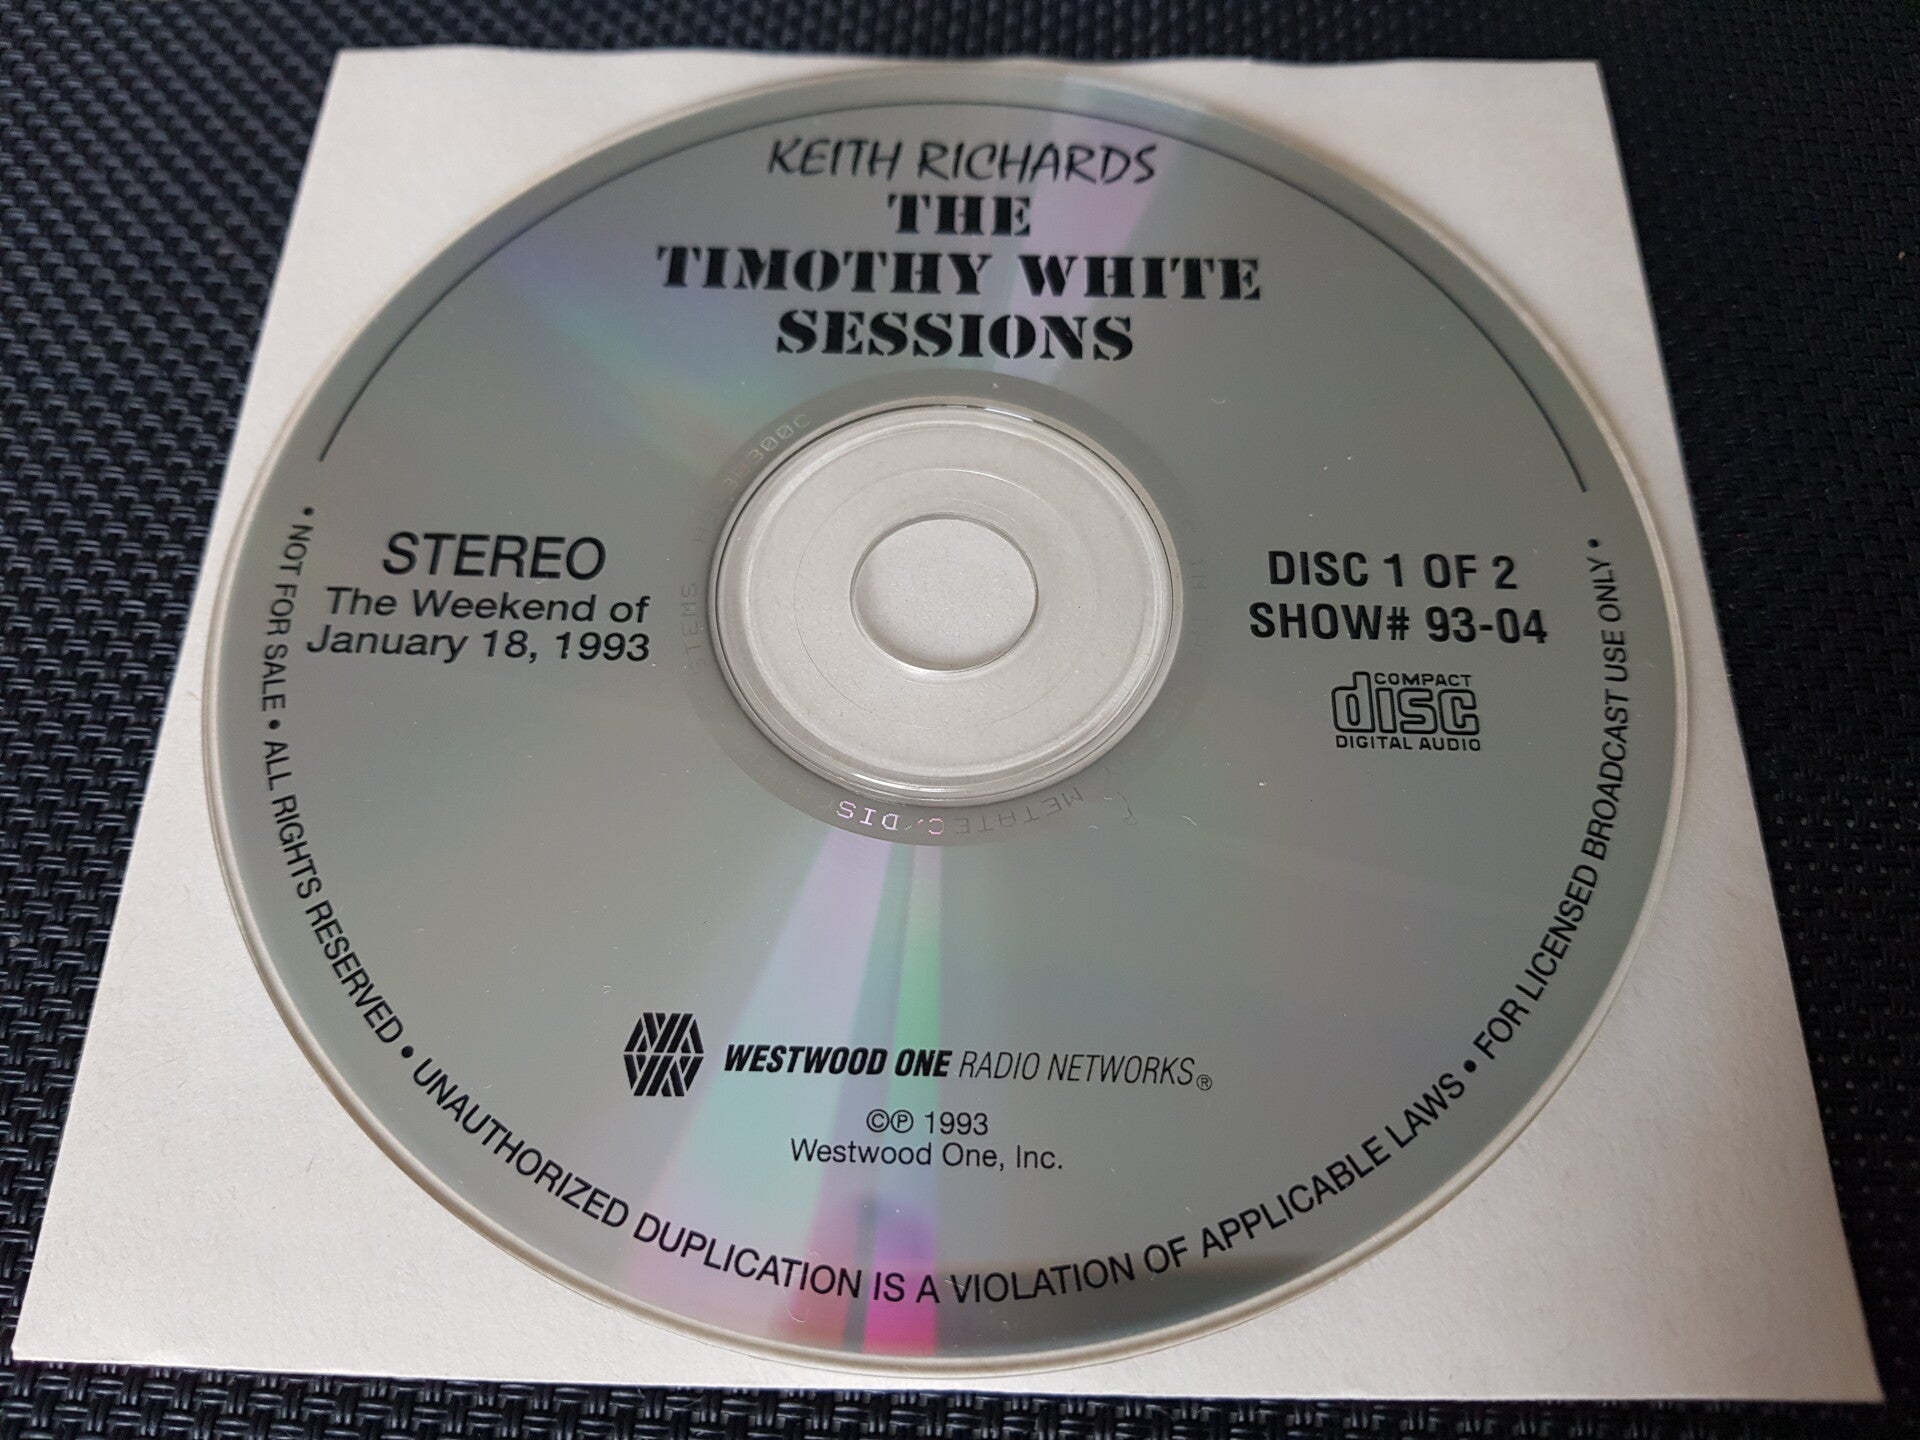 KEITH RICHARDS
THE
TIMOTHY WHITE
SESSIONS
STEREO
The Weekend of
January 18, 1993
DISC 1 OF 2
SHOW# 93-04
COMPACT
disc
DIGITAL AUDIO
WESTWOOD ONE RADIO NETWORKS®
©℗ 1993
Westwood One, Inc.
• NOT FOR SALE • ALL RIGHTS RESERVED • UNAUTHORIZED DUPLICATION IS A VIOLATION OF APPLICABLE LAWS • FOR LICENSED BROADCAST USE ONLY •
METATEC/DIS